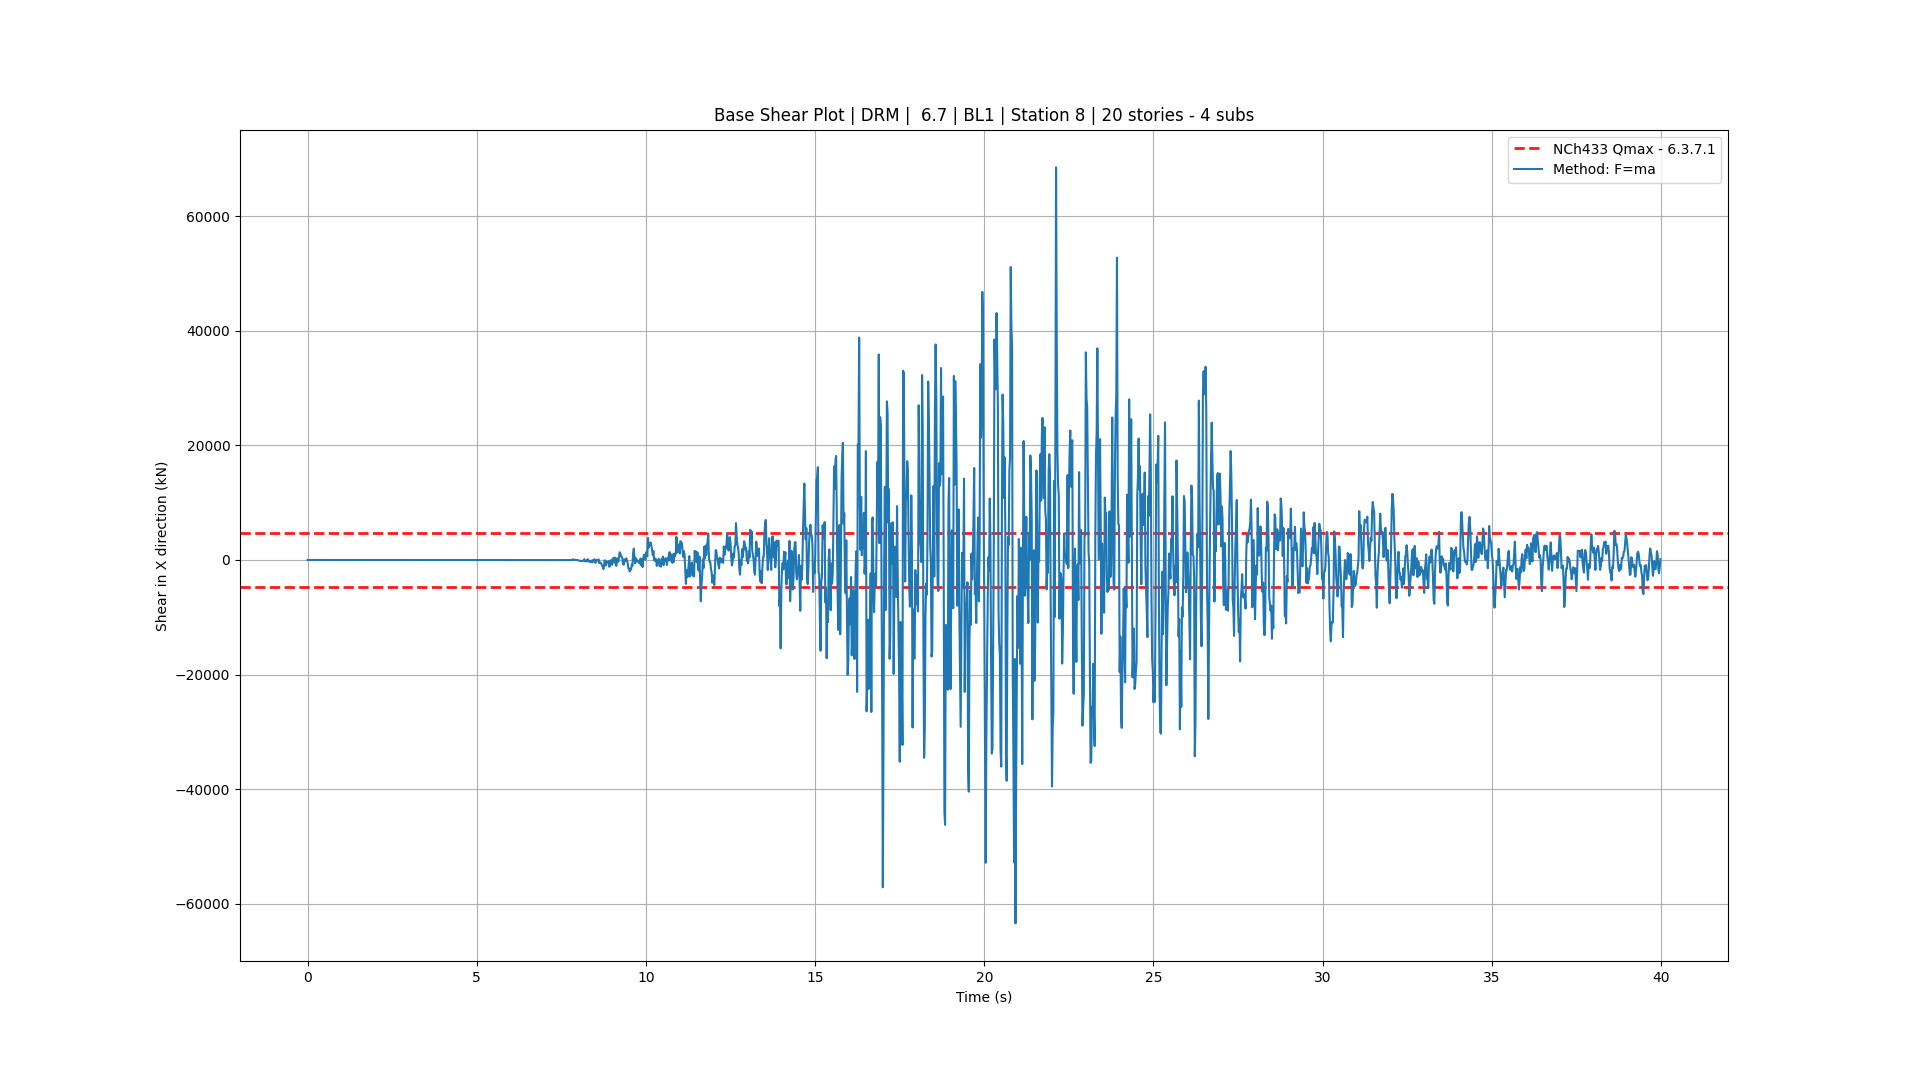 Base Shear Plot | DRM |  6.7 | BL1 | Station 8 | 20 stories - 4 subs
NCh433 Qmax - 6.3.7.1
Method: F=ma
Shear in X direction (kN)
60000
40000
20000
0
−20000
−40000
−60000
0 5 10 15 20 25 30 35 40
Time (s)